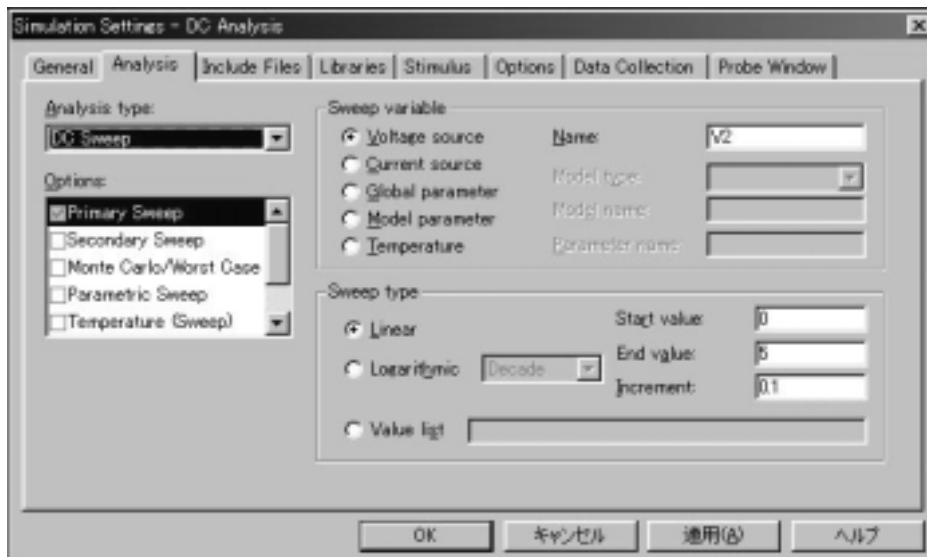 Simulation Settings - DC Analysis
General Analysis Include Files Libraries Stimulus Options Data Collection Probe Window
Analysis type:
DC Sweep
Options:
Primary Sweep
Secondary Sweep
Monte Carlo/Worst Case
Parametric Sweep
Temperature (Sweep)
Sweep variable
Voltage source
Current source
Global parameter
Model parameter
Temperature
Name: V2
Model type:
Model name:
Parameter name:
Sweep type
Linear
Logarithmic Decade
Value list
Start value: 0
End value: 5
Increment: 0.1
OK キャンセル 適用(A) ヘルプ